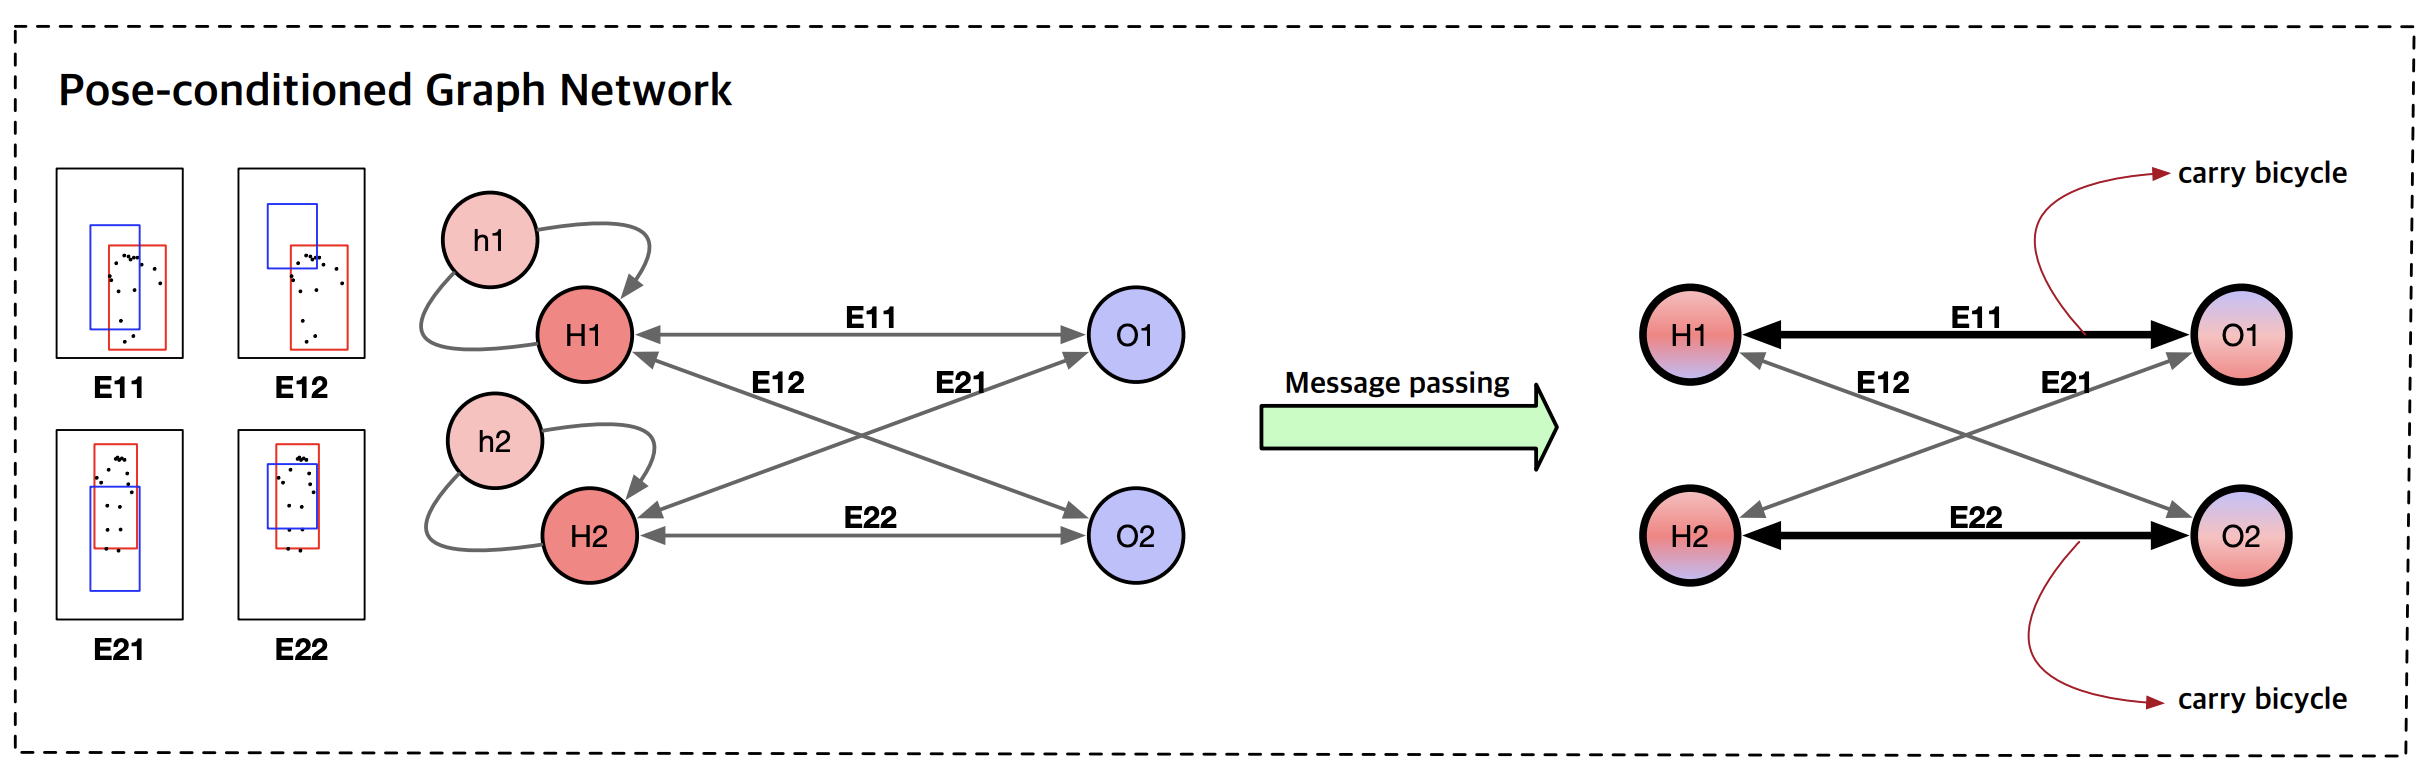 Pose-conditioned Graph Network
E11
E12
E21
E22
h1
H1
h2
H2
E11
E12
E21
E22
O1
O2
Message passing
H1
H2
E11
E12
E21
E22
O1
O2
carry bicycle
carry bicycle